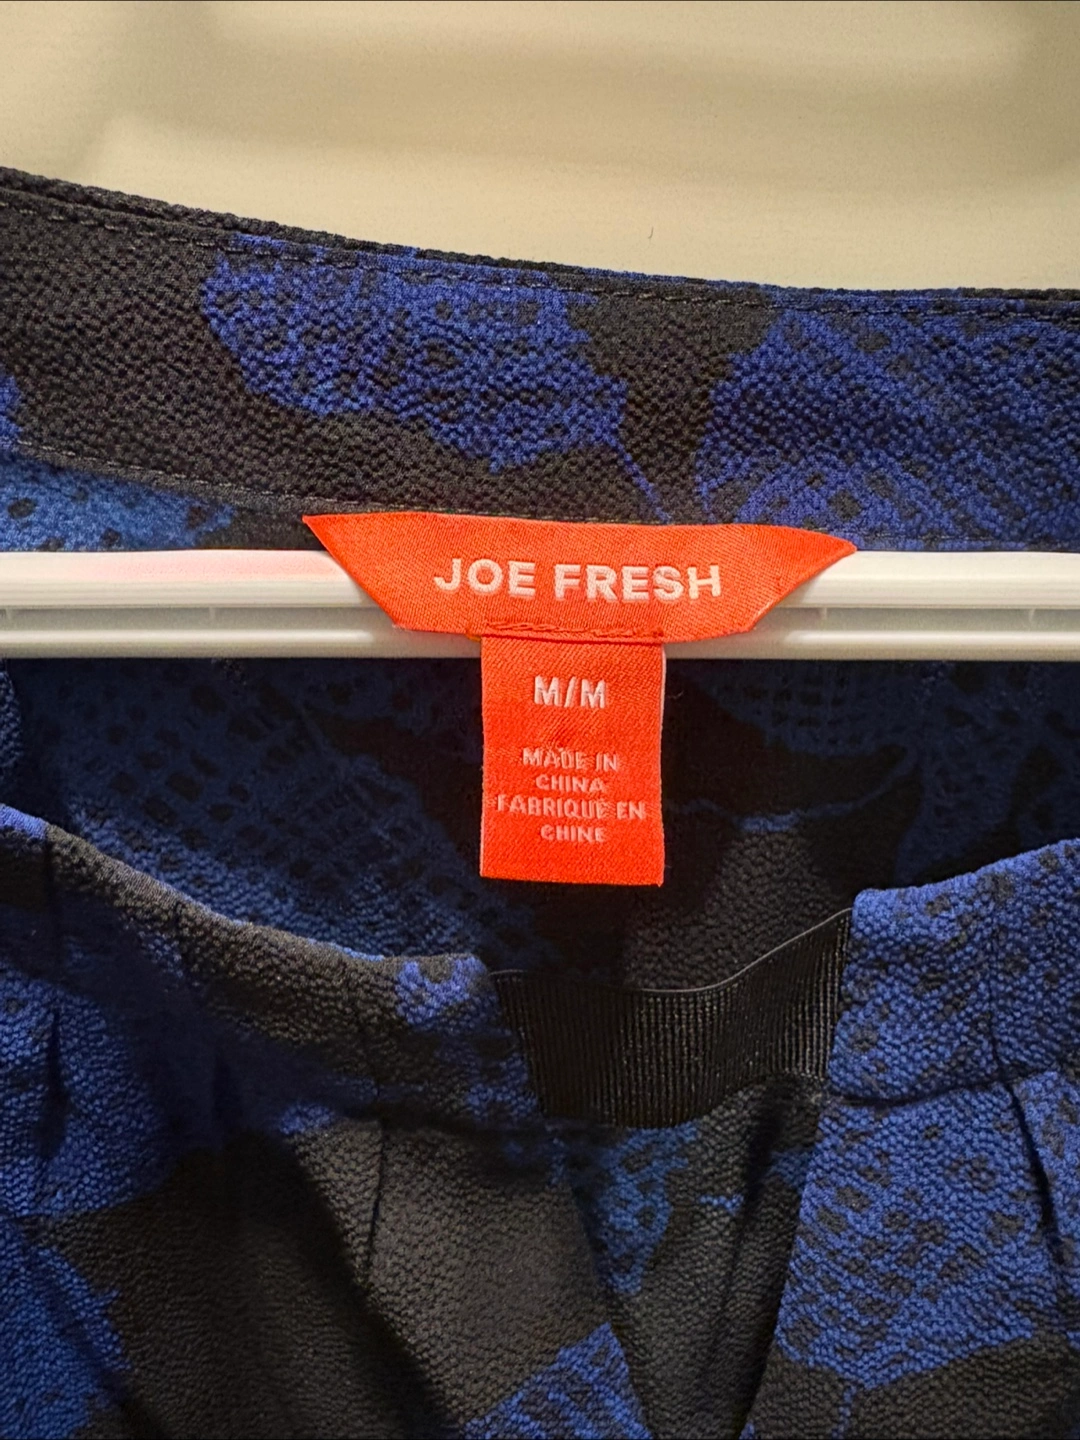 JOE FRESH
M/M
MADE IN
CHINA
FABRIQUÉ EN
CHINE